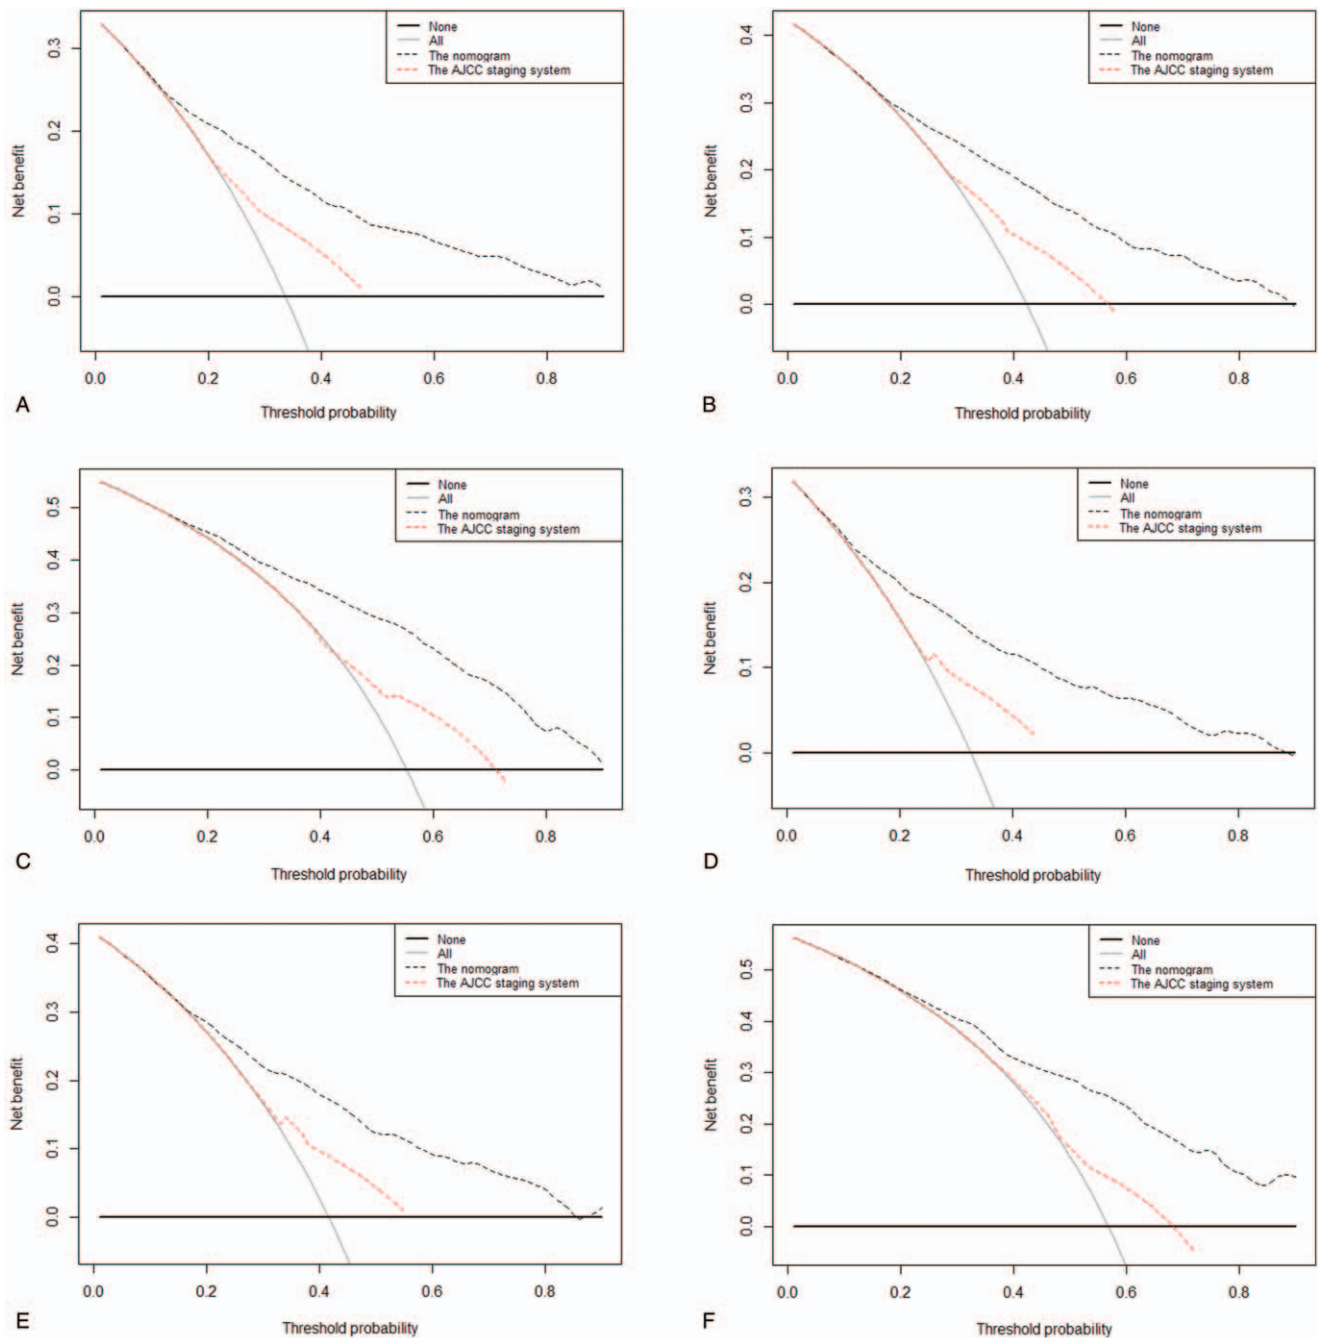 None
All
The nomogram
The AJCC staging system
Net benefit
0.3
0.2
0.1
0.0
0.0 0.2 0.4 0.6 0.8
Threshold probability
A
None
All
The nomogram
The AJCC staging system
Net benefit
0.4
0.3
0.2
0.1
0.0
0.0 0.2 0.4 0.6 0.8
Threshold probability
B
None
All
The nomogram
The AJCC staging system
Net benefit
0.5
0.4
0.3
0.2
0.1
0.0
0.0 0.2 0.4 0.6 0.8
Threshold probability
C
None
All
The nomogram
The AJCC staging system
Net benefit
0.3
0.2
0.1
0.0
0.0 0.2 0.4 0.6 0.8
Threshold probability
D
None
All
The nomogram
The AJCC staging system
Net benefit
0.4
0.3
0.2
0.1
0.0
0.0 0.2 0.4 0.6 0.8
Threshold probability
E
None
All
The nomogram
The AJCC staging system
Net benefit
0.5
0.4
0.3
0.2
0.1
0.0
0.0 0.2 0.4 0.6 0.8
Threshold probability
F